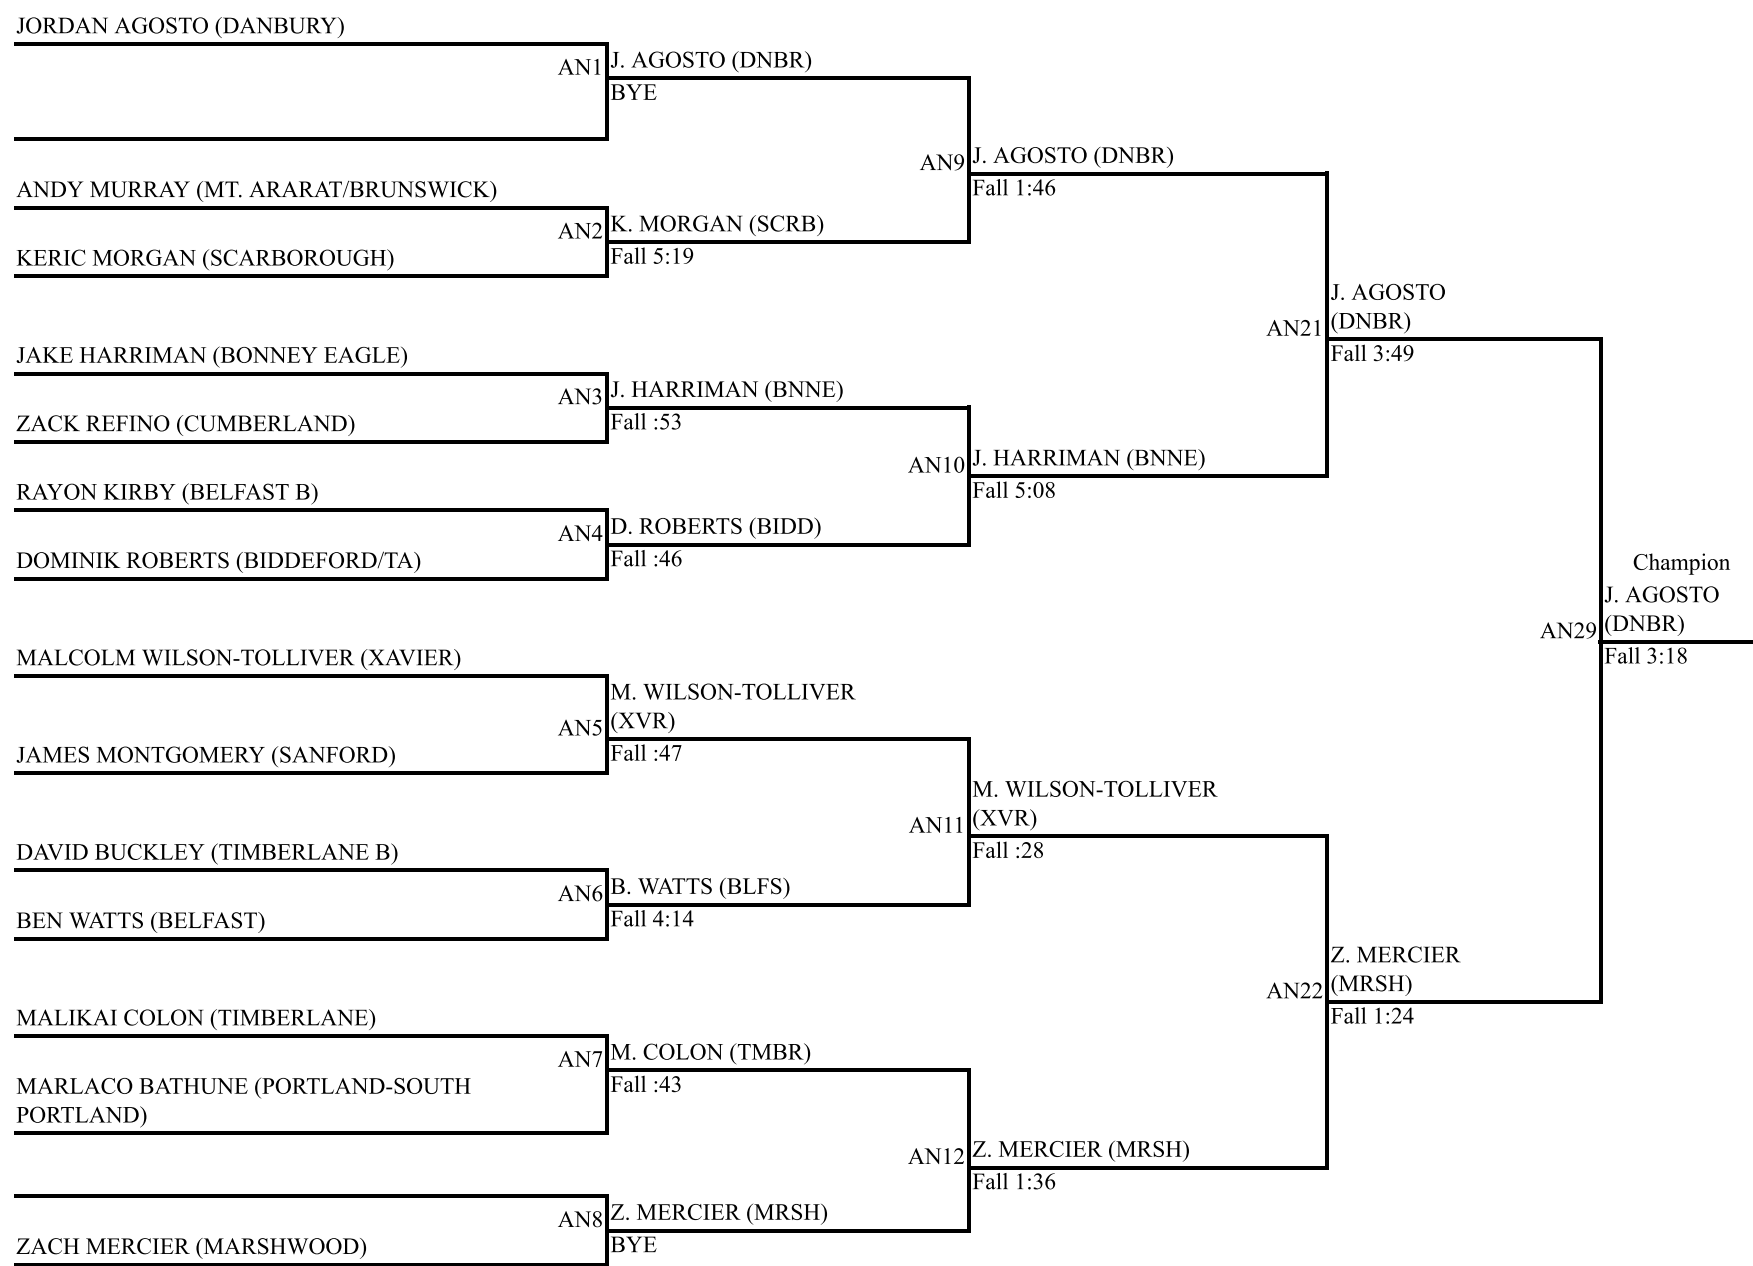 JORDAN AGOSTO (DANBURY)
AN1
J. AGOSTO (DNBR)
BYE
AN9
J. AGOSTO (DNBR)
Fall 1:46
ANDY MURRAY (MT. ARARAT/BRUNSWICK)
AN2
K. MORGAN (SCRB)
Fall 5:19
KERIC MORGAN (SCARBOROUGH)
AN21
J. AGOSTO
(DNBR)
Fall 3:49
JAKE HARRIMAN (BONNEY EAGLE)
AN3
J. HARRIMAN (BNNE)
Fall :53
ZACK REFINO (CUMBERLAND)
AN10
J. HARRIMAN (BNNE)
Fall 5:08
RAYON KIRBY (BELFAST B)
AN4
D. ROBERTS (BIDD)
Fall :46
DOMINIK ROBERTS (BIDDEFORD/TA)
Champion
AN29
J. AGOSTO
(DNBR)
Fall 3:18
MALCOLM WILSON-TOLLIVER (XAVIER)
AN5
M. WILSON-TOLLIVER
(XVR)
Fall :47
JAMES MONTGOMERY (SANFORD)
AN11
M. WILSON-TOLLIVER
(XVR)
Fall :28
DAVID BUCKLEY (TIMBERLANE B)
AN6
B. WATTS (BLFS)
Fall 4:14
BEN WATTS (BELFAST)
AN22
Z. MERCIER
(MRSH)
Fall 1:24
MALIKAI COLON (TIMBERLANE)
AN7
M. COLON (TMBR)
Fall :43
MARLACO BATHUNE (PORTLAND-SOUTH
PORTLAND)
AN12
Z. MERCIER (MRSH)
Fall 1:36
AN8
Z. MERCIER (MRSH)
BYE
ZACH MERCIER (MARSHWOOD)